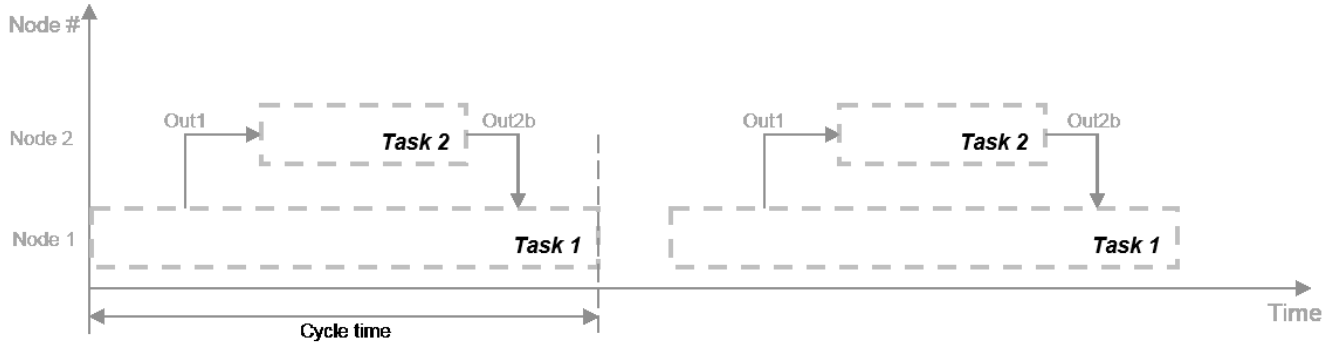 Node #
Out1
Out2b
Out1
Out2b
Node 2
Task 2
Task 2
Node 1
Task 1
Task 1
Time
Cycle time